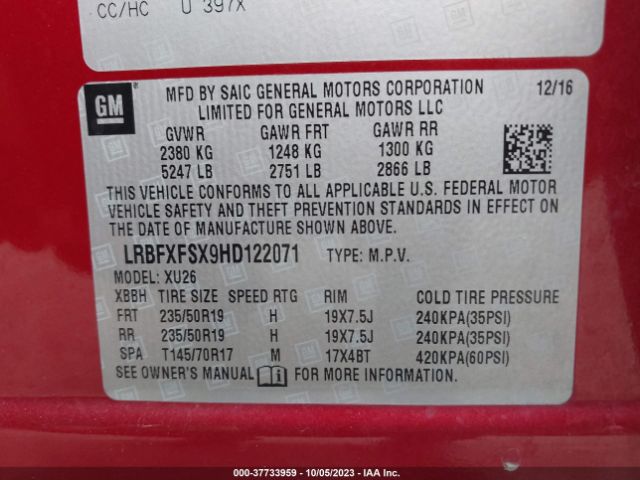 CC/HC U 397X
GM
MFD BY SAIC GENERAL MOTORS CORPORATION 12/16
LIMITED FOR GENERAL MOTORS LLC
GVWR GAWR FRT GAWR RR
2380 KG 1248 KG 1300 KG
5247 LB 2751 LB 2866 LB
THIS VEHICLE CONFORMS TO ALL APPLICABLE U.S. FEDERAL MOTOR
VEHICLE SAFETY AND THEFT PREVENTION STANDARDS IN EFFECT ON
THE DATE OF MANUFACTURE SHOWN ABOVE.
LRBFXFSX9HD122071 TYPE: M.P.V.
MODEL: XU26
XBBH TIRE SIZE SPEED RTG RIM COLD TIRE PRESSURE
FRT 235/50R19 H 19X7.5J 240KPA(35PSI)
RR 235/50R19 H 19X7.5J 240KPA(35PSI)
SPA T145/70R17 M 17X4BT 420KPA(60PSI)
SEE OWNER'S MANUAL FOR MORE INFORMATION.
000-37733959 - 10/05/2023 - IAA Inc.